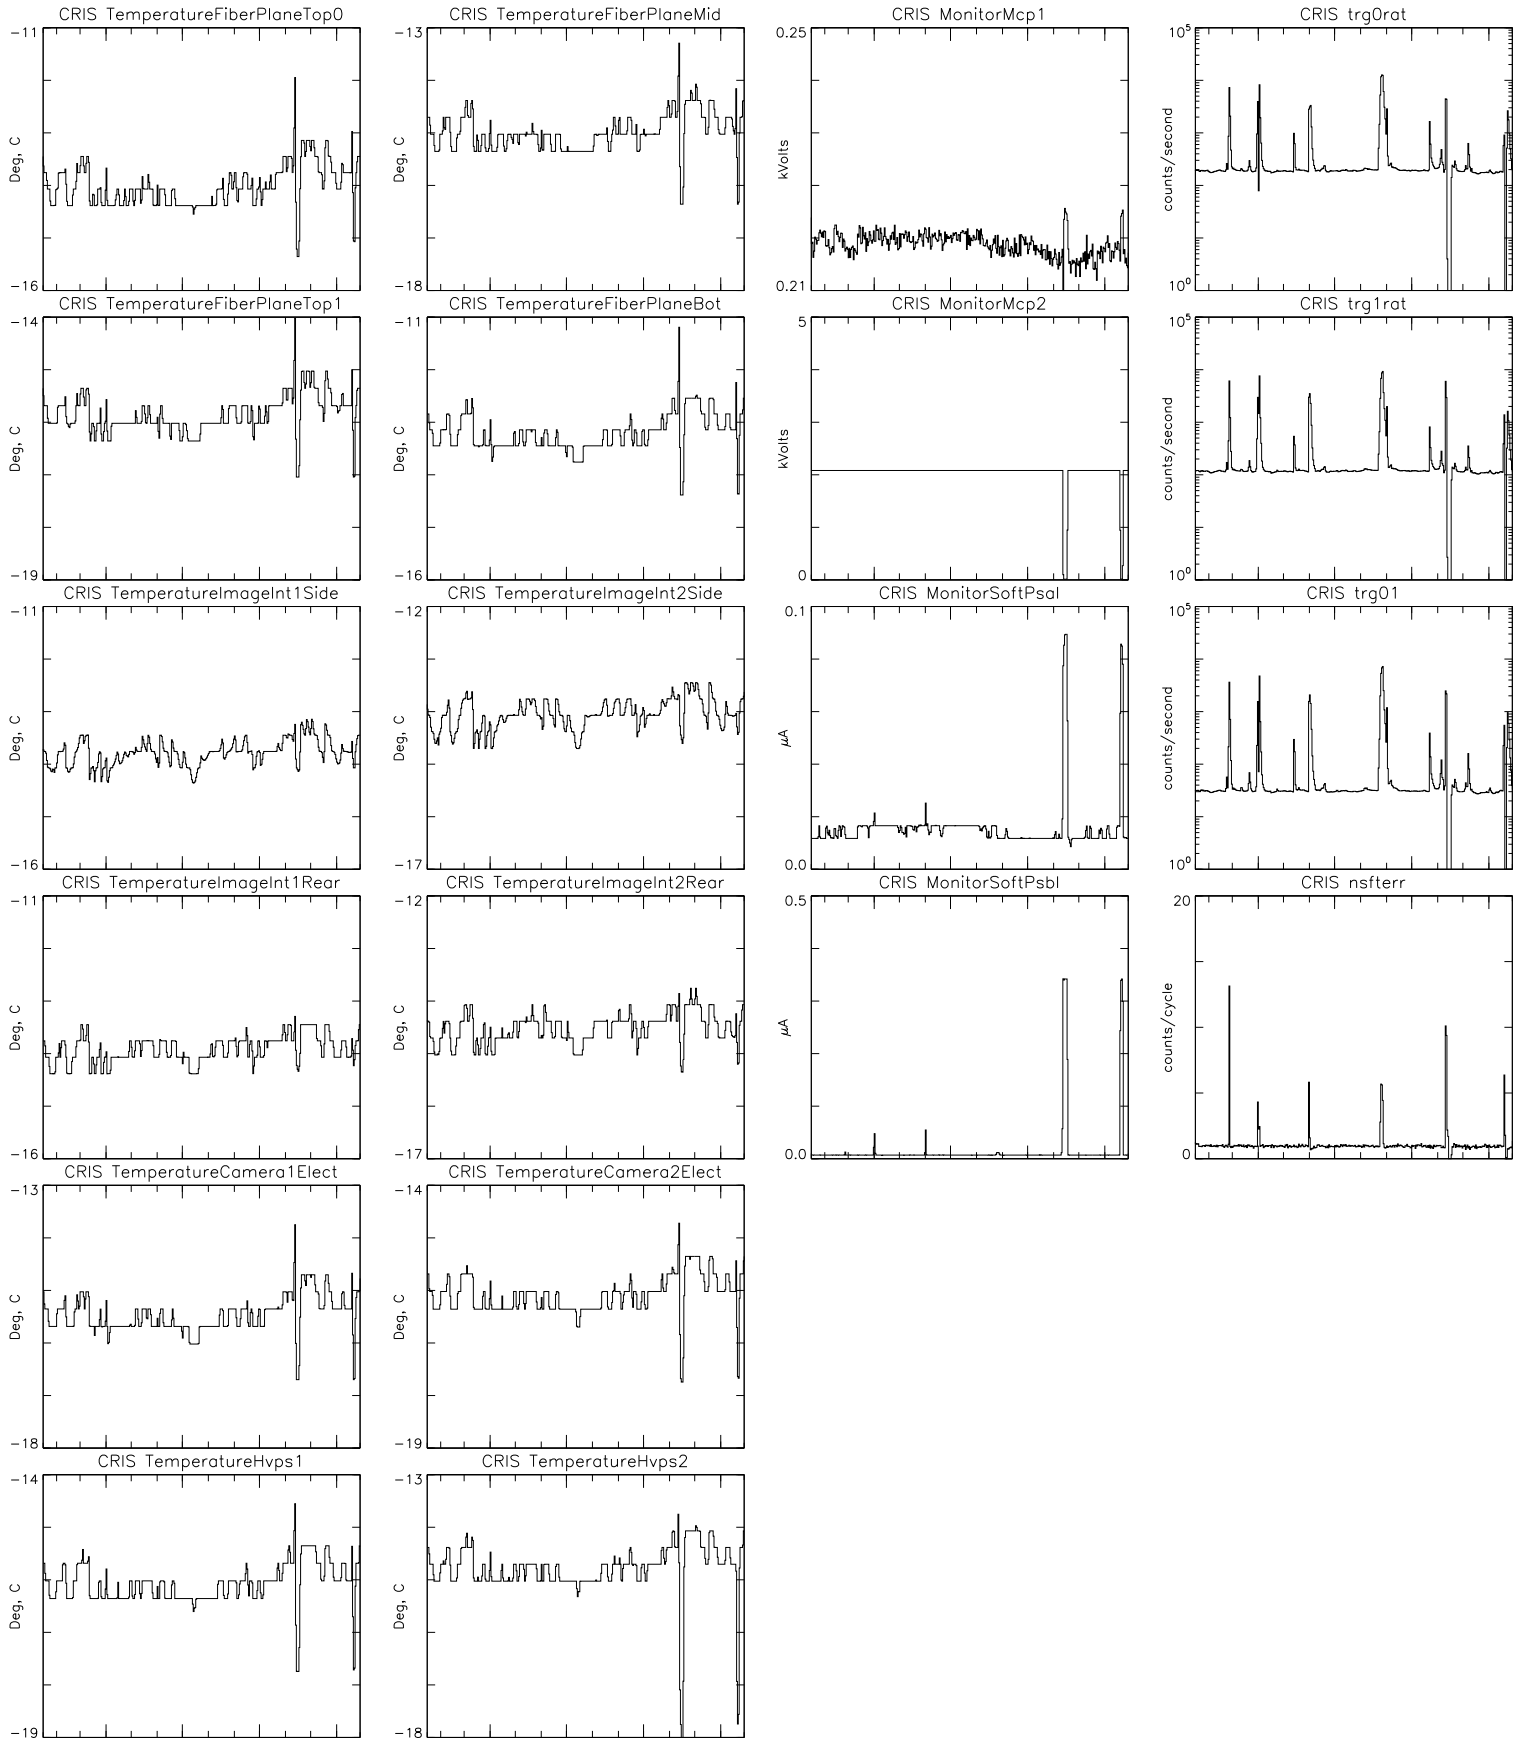 CRIS TemperatureFiberPlaneTop0
CRIS TemperatureFiberPlaneMid
CRIS MonitorMcp1
CRIS trg0rat
-11
Deg, C
-16
-13
Deg, C
-18
0.25
kVolts
0.21
10⁵
counts/second
10⁰
CRIS TemperatureFiberPlaneTop1
CRIS TemperatureFiberPlaneBot
CRIS MonitorMcp2
CRIS trg1rat
-14
Deg, C
-19
-11
Deg, C
-16
5
kVolts
0
10⁵
counts/second
10⁰
CRIS TemperatureImageInt1Side
CRIS TemperatureImageInt2Side
CRIS MonitorSoftPsaI
CRIS trg01
-11
Deg, C
-16
-12
Deg, C
-17
0.1
μA
0.0
10⁵
counts/second
10⁰
CRIS TemperatureImageInt1Rear
CRIS TemperatureImageInt2Rear
CRIS MonitorSoftPsbI
CRIS nsfterr
-11
Deg, C
-16
-12
Deg, C
-17
0.5
μA
0.0
20
counts/cycle
0
CRIS TemperatureCamera1Elect
CRIS TemperatureCamera2Elect
-13
Deg, C
-18
-14
Deg, C
-19
CRIS TemperatureHvps1
CRIS TemperatureHvps2
-14
Deg, C
-19
-13
Deg, C
-18